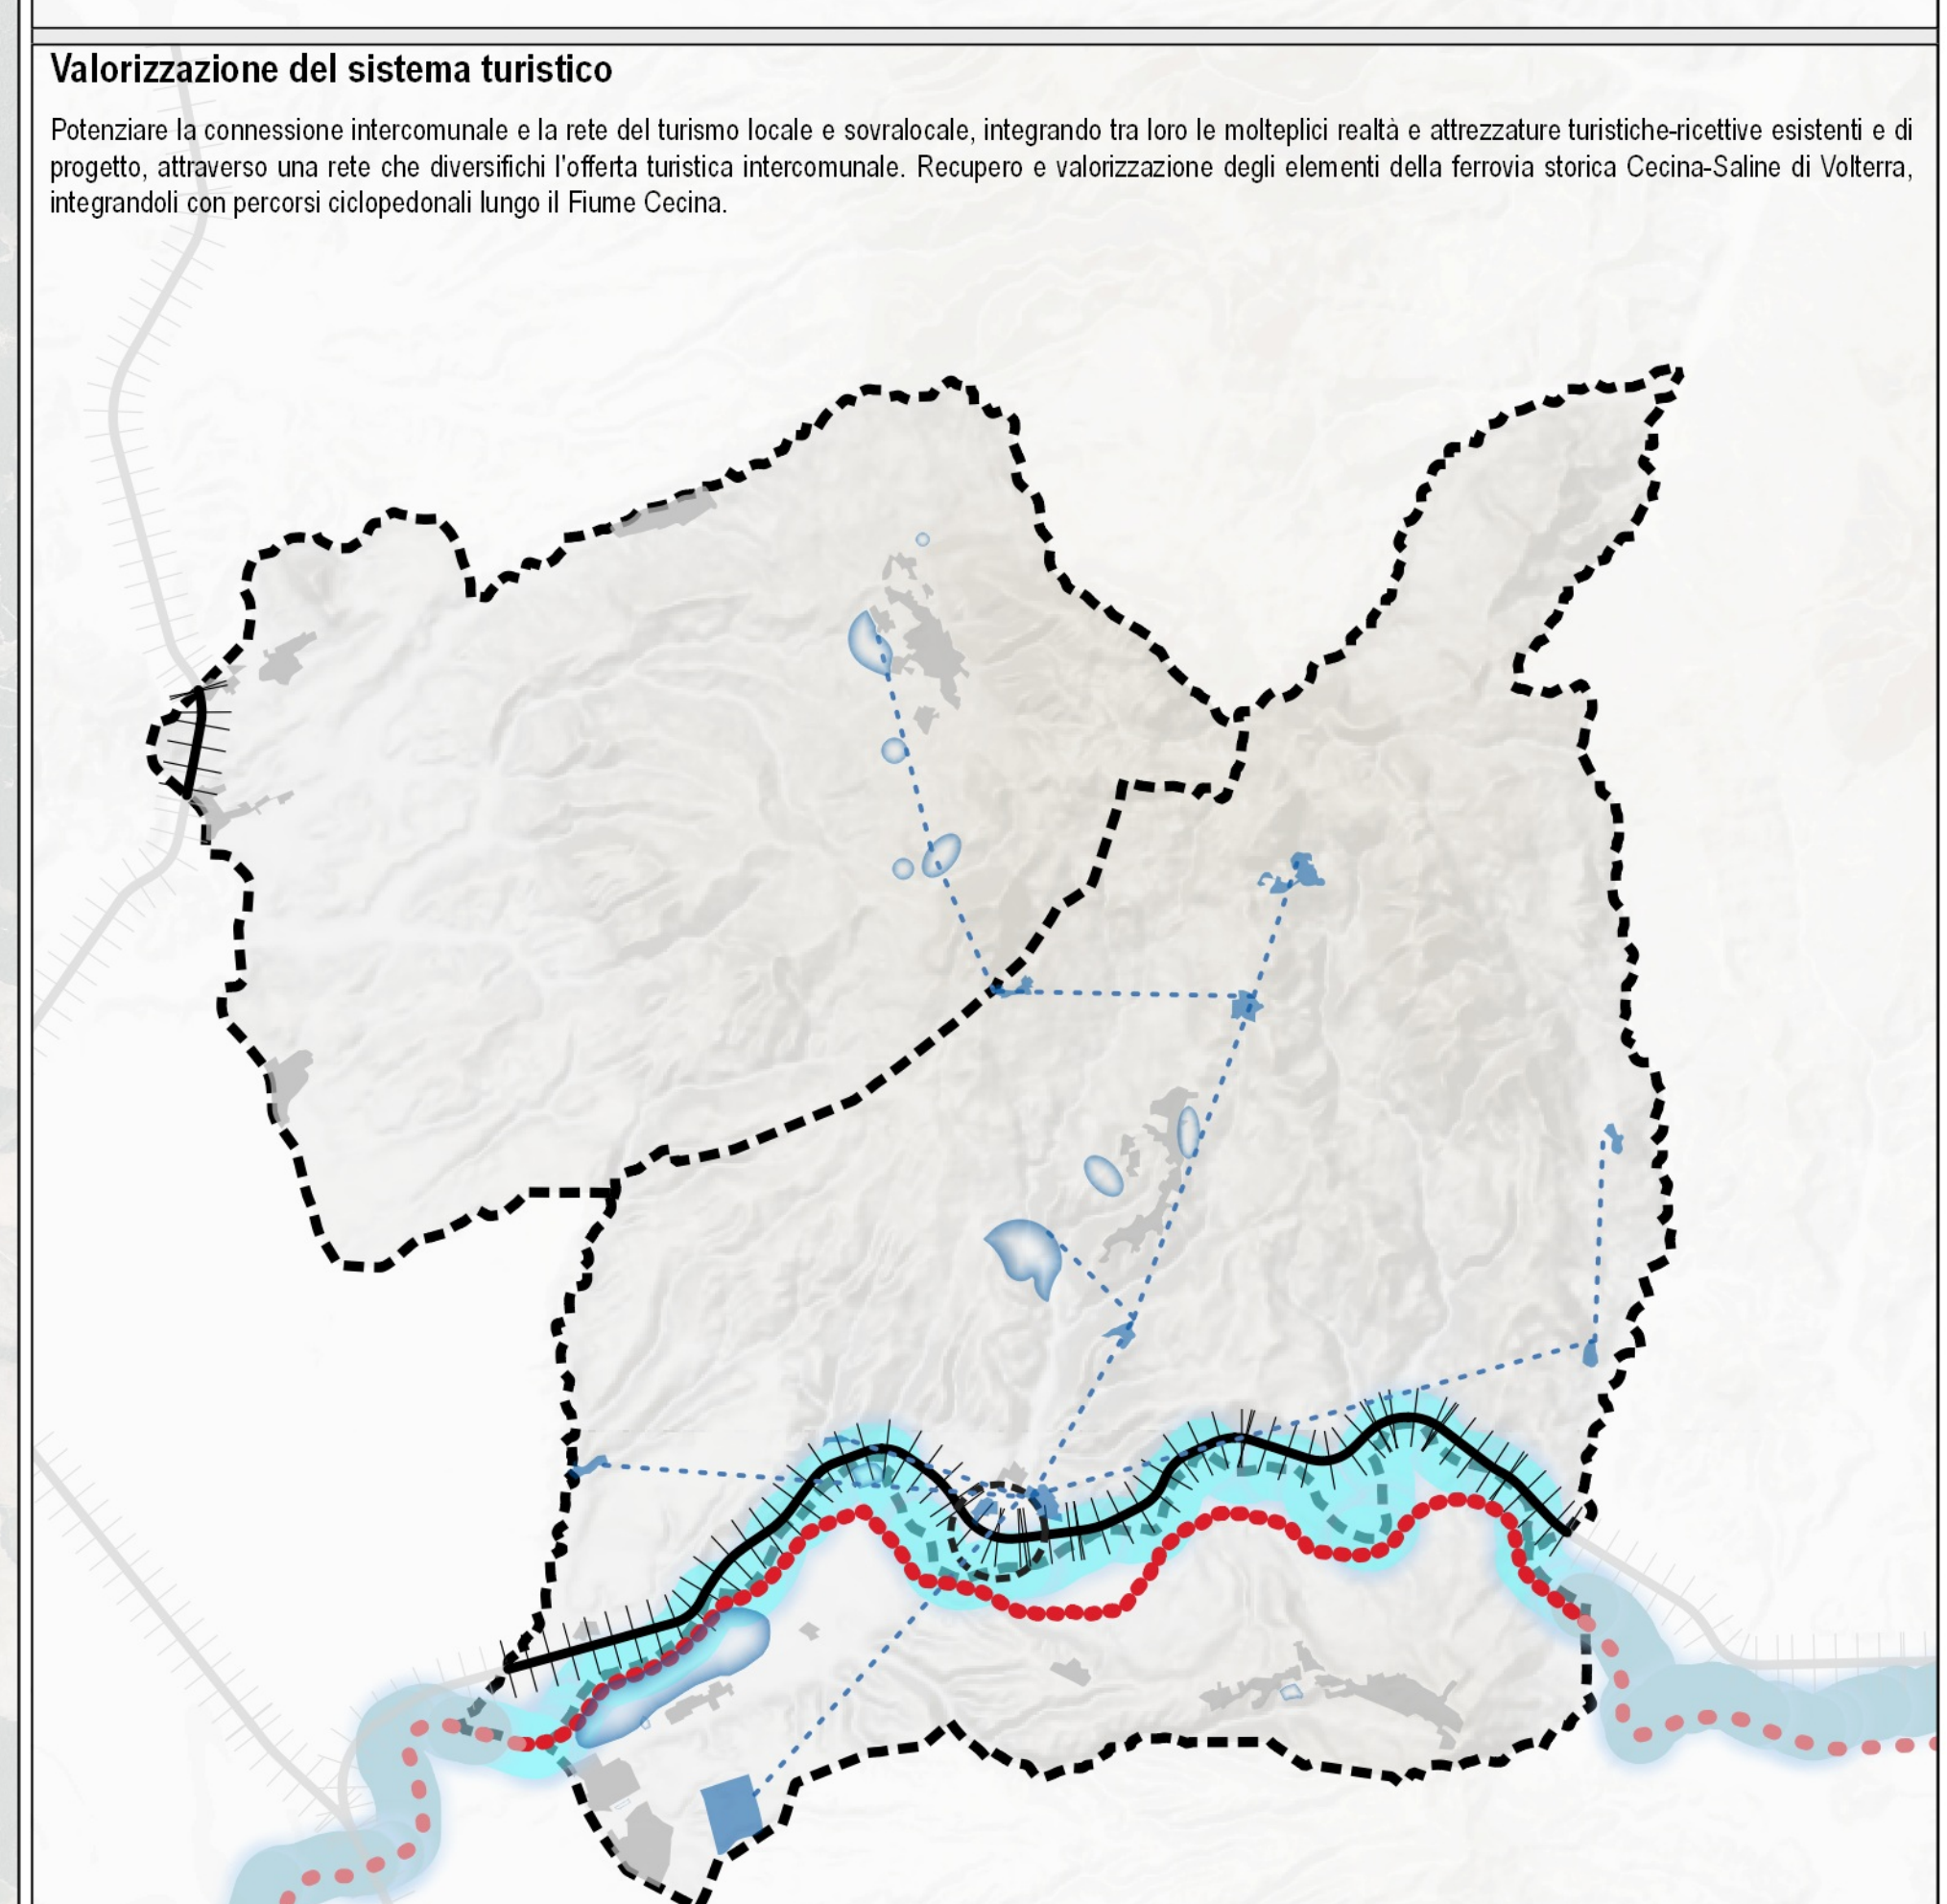 Valorizzazione del sistema turistico
Potenziare la connessione intercomunale e la rete del turismo locale e sovralocale, integrando tra loro le molteplici realtà e attrezzature turistiche-ricettive esistenti e di
progetto, attraverso una rete che diversifichi l'offerta turistica intercomunale. Recupero e valorizzazione degli elementi della ferrovia storica Cecina-Saline di Volterra,
integrandoli con percorsi ciclopedonali lungo il Fiume Cecina.